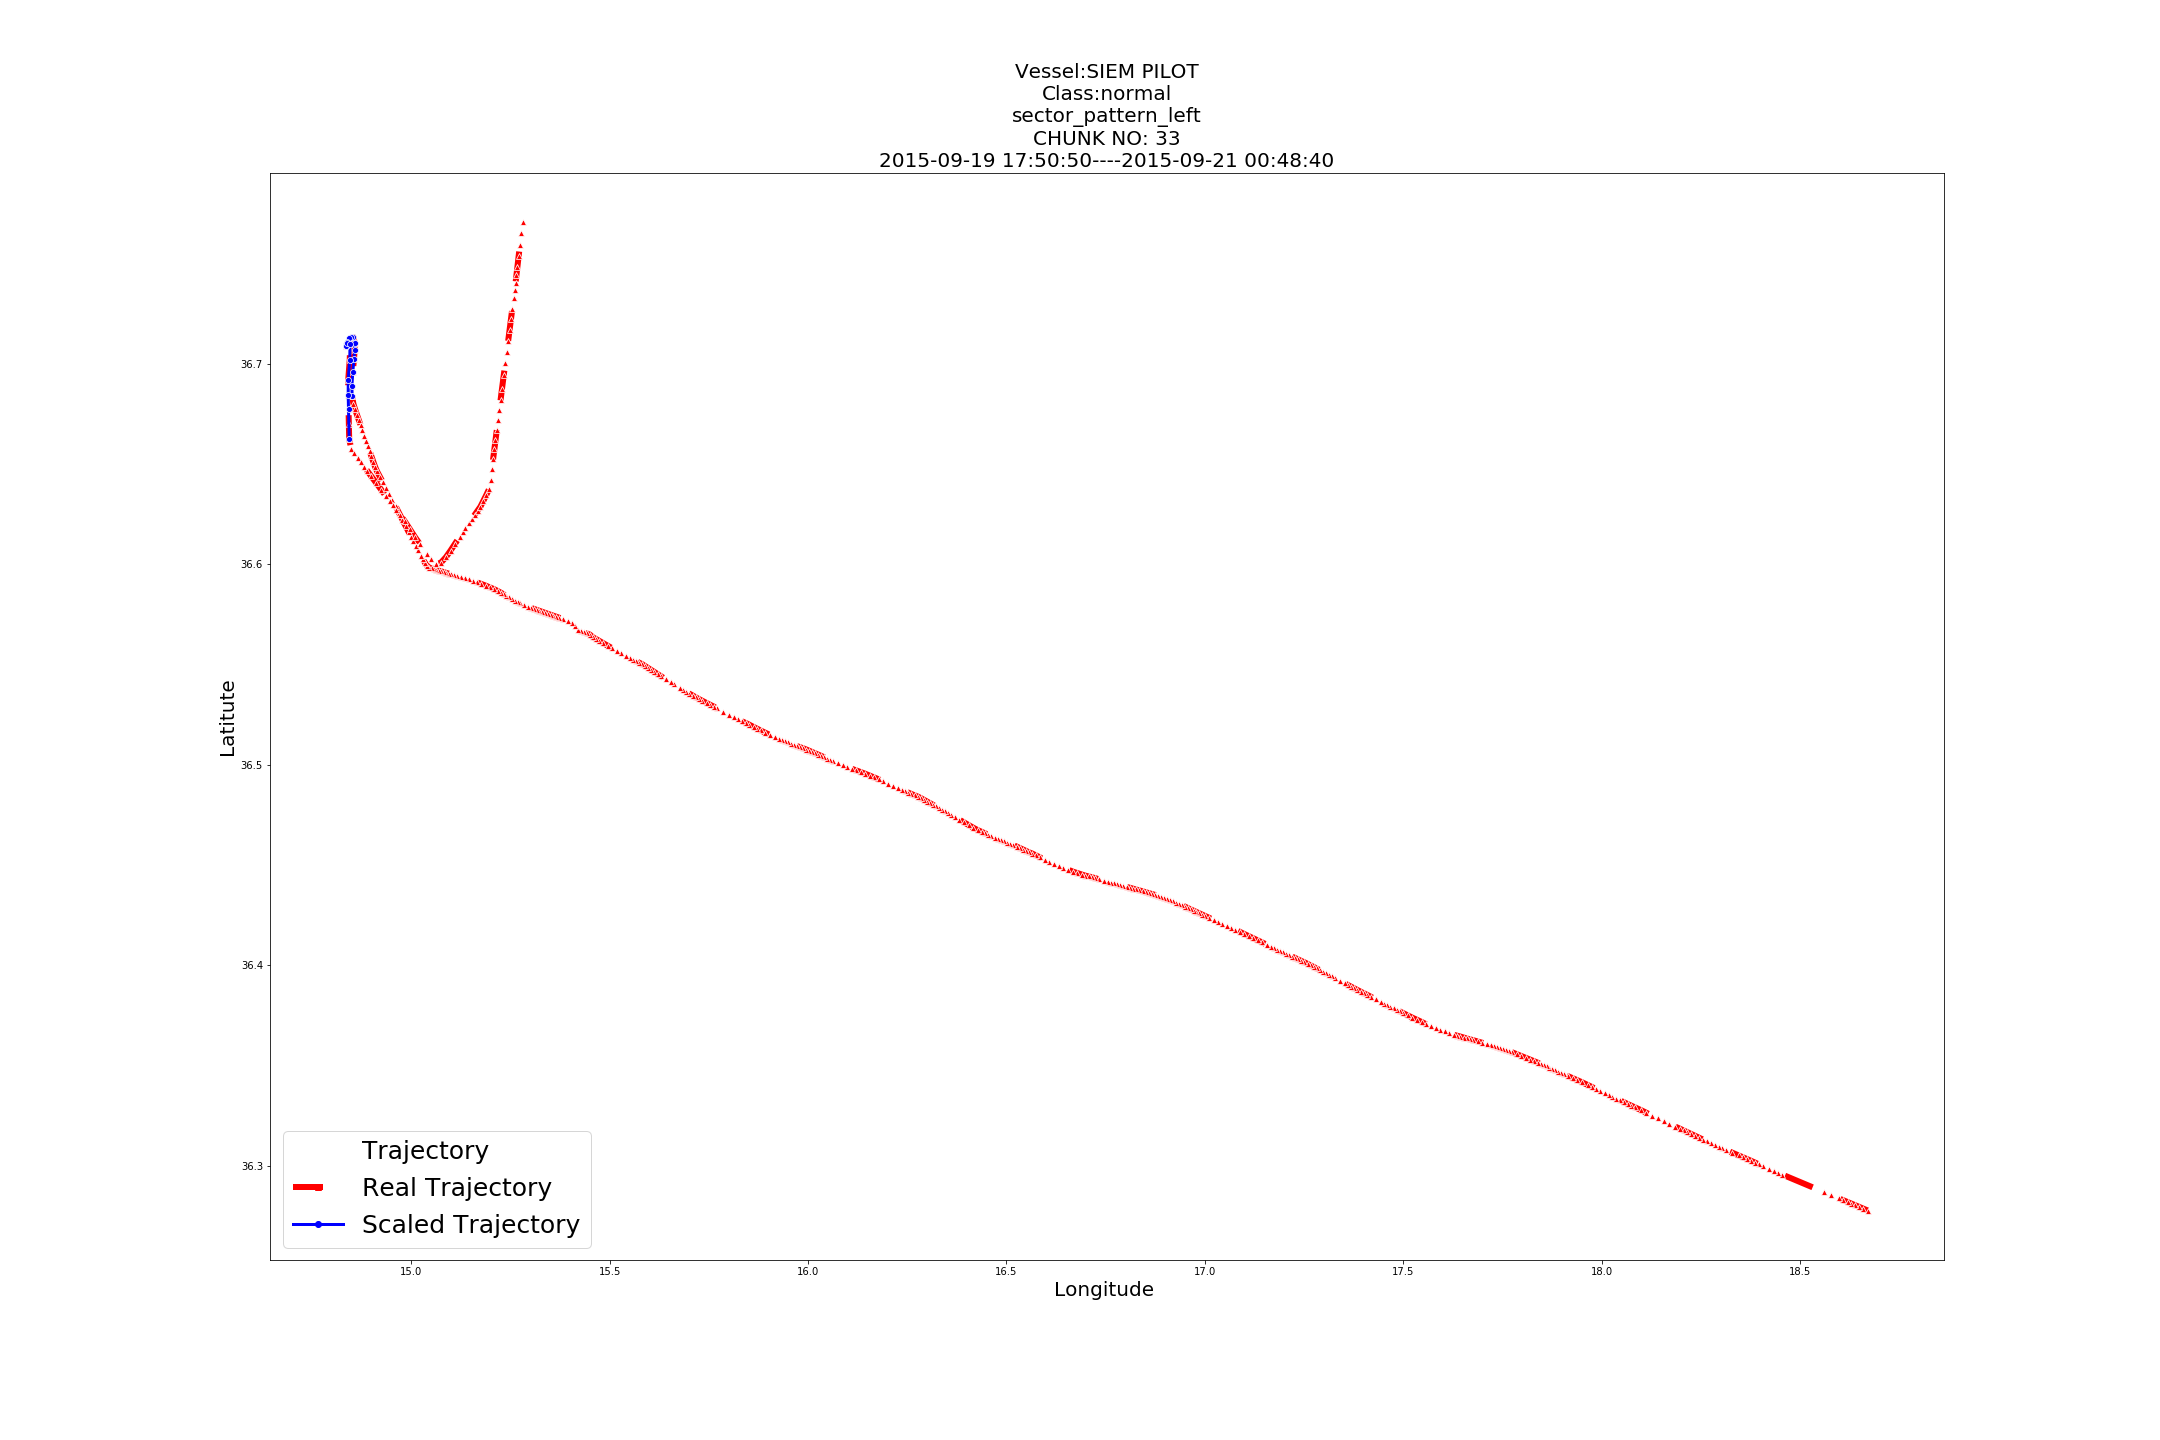 Vessel:SIEM PILOT
Class:normal
sector_pattern_left
CHUNK NO: 33
2015-09-19 17:50:50----2015-09-21 00:48:40
36.7
36.6
36.5
36.4
36.3
Latitute
Trajectory
Real Trajectory
Scaled Trajectory
15.0 15.5 16.0 16.5 17.0 17.5 18.0 18.5
Longitude